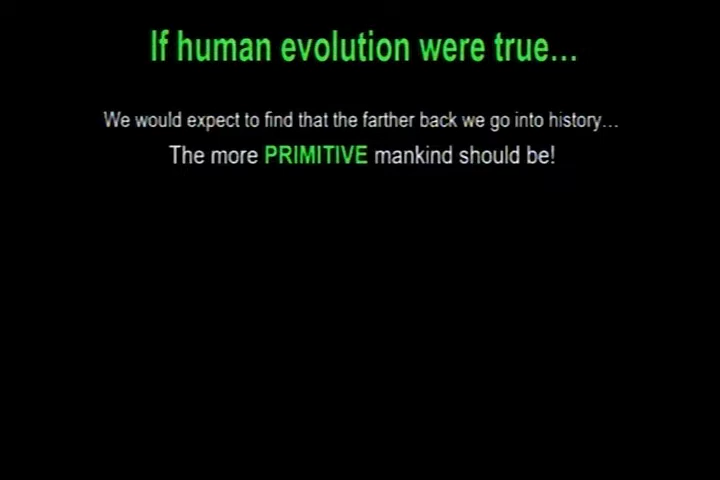 If human evolution were true...
We would expect to find that the farther back we go into history...
The more PRIMITIVE mankind should be!